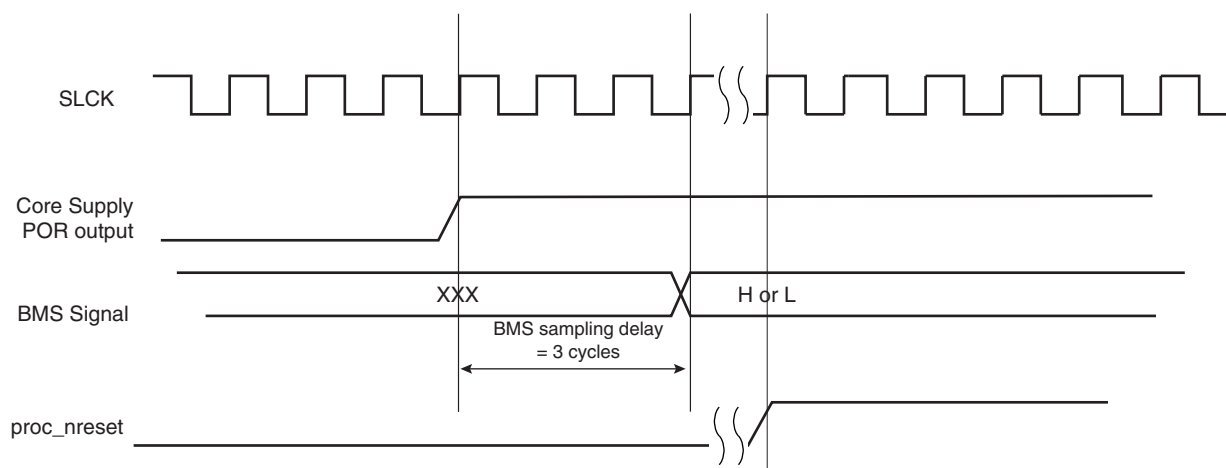 SLCK
Core Supply
POR output
XXX
H or L
BMS Signal
BMS sampling delay
= 3 cycles
proc_nreset